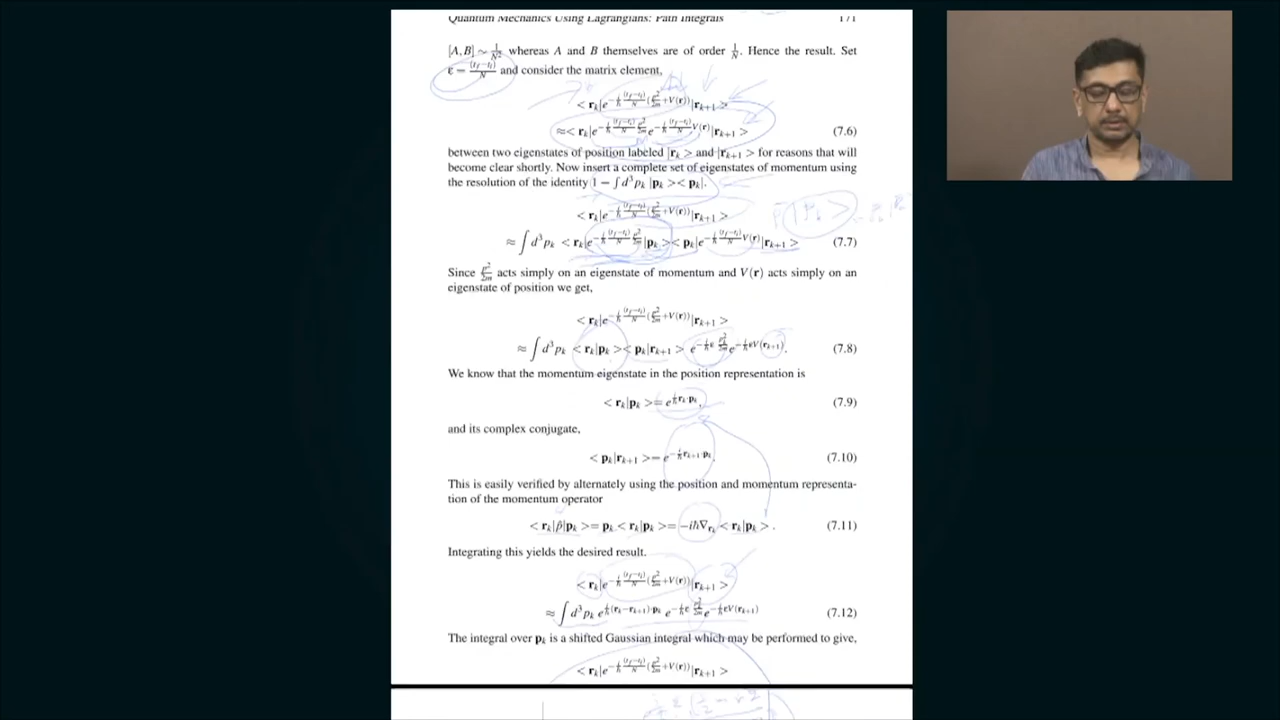 Quantum Mechanics Using Lagrangians: Path Integrals 171
[A, B] ~ 1/N² whereas A and B themselves are of order 1/N. Hence the result. Set
ε = (t_f−t_i)/N and consider the matrix element,
< r_k|e^{−i/ħ (t_f−t_i)/N (p²/2m +V(r))}|r_{k+1} >
≈< r_k|e^{−i/ħ (t_f−t_i)/N p²/2m} e^{−i/ħ (t_f−t_i)/N V(r)}|r_{k+1} > (7.6)
between two eigenstates of position labeled |r_k > and |r_{k+1} > for reasons that will
become clear shortly. Now insert a complete set of eigenstates of momentum using
the resolution of the identity 1 = ∫ d³p_k |p_k >< p_k|.
< r_k|e^{−i/ħ (t_f−t_i)/N (p²/2m +V(r))}|r_{k+1} >
≈ ∫ d³p_k < r_k|e^{−i/ħ (t_f−t_i)/N p²/2m}|p_k >< p_k|e^{−i/ħ (t_f−t_i)/N V(r)}|r_{k+1} > (7.7)
Since p²/2m acts simply on an eigenstate of momentum and V(r) acts simply on an
eigenstate of position we get,
< r_k|e^{−i/ħ (t_f−t_i)/N (p²/2m +V(r))}|r_{k+1} >
≈ ∫ d³p_k < r_k|p_k >< p_k|r_{k+1} > e^{−i/ħ ε p_k²/2m} e^{−i/ħ εV(r_{k+1})}. (7.8)
We know that the momentum eigenstate in the position representation is
< r_k|p_k >= e^{i/ħ r_k·p_k}, (7.9)
and its complex conjugate,
< p_k|r_{k+1} >= e^{−i/ħ r_{k+1}·p_k}. (7.10)
This is easily verified by alternately using the position and momentum representa-
tion of the momentum operator
< r_k|p̂|p_k >= p_k < r_k|p_k >= −iħ∇_{r_k} < r_k|p_k > . (7.11)
Integrating this yields the desired result.
< r_k|e^{−i/ħ (t_f−t_i)/N (p²/2m +V(r))}|r_{k+1} >
≈ ∫ d³p_k e^{i/ħ (r_k−r_{k+1})·p_k} e^{−i/ħ ε p_k²/2m} e^{−i/ħ εV(r_{k+1})} (7.12)
The integral over p_k is a shifted Gaussian integral which may be performed to give,
< r_k|e^{−i/ħ (t_f−t_i)/N (p²/2m +V(r))}|r_{k+1} >